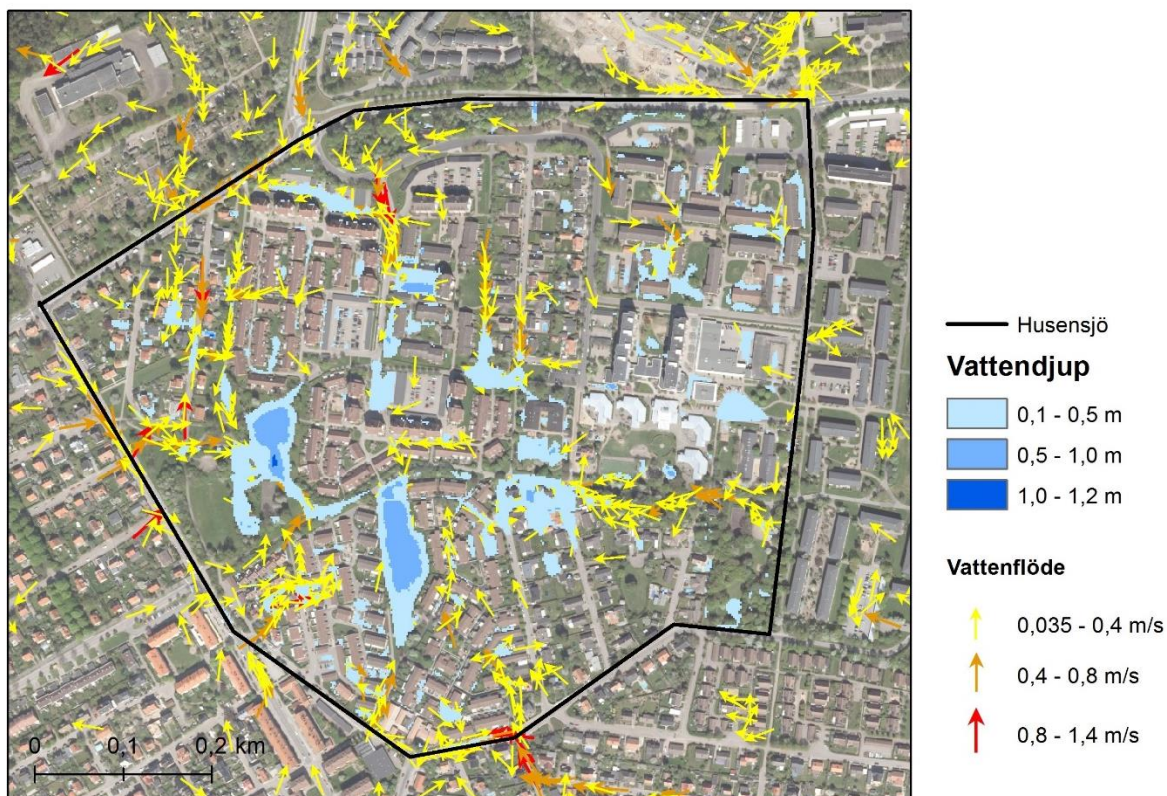 Husensjö
Vattendjup
0,1 - 0,5 m
0,5 - 1,0 m
1,0 - 1,2 m
Vattenflöde
0,035 - 0,4 m/s
0,4 - 0,8 m/s
0,8 - 1,4 m/s
0 0,1 0,2 km